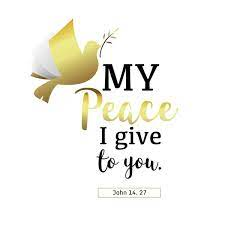 MY
Peace
I give
to you.
John 14, 27